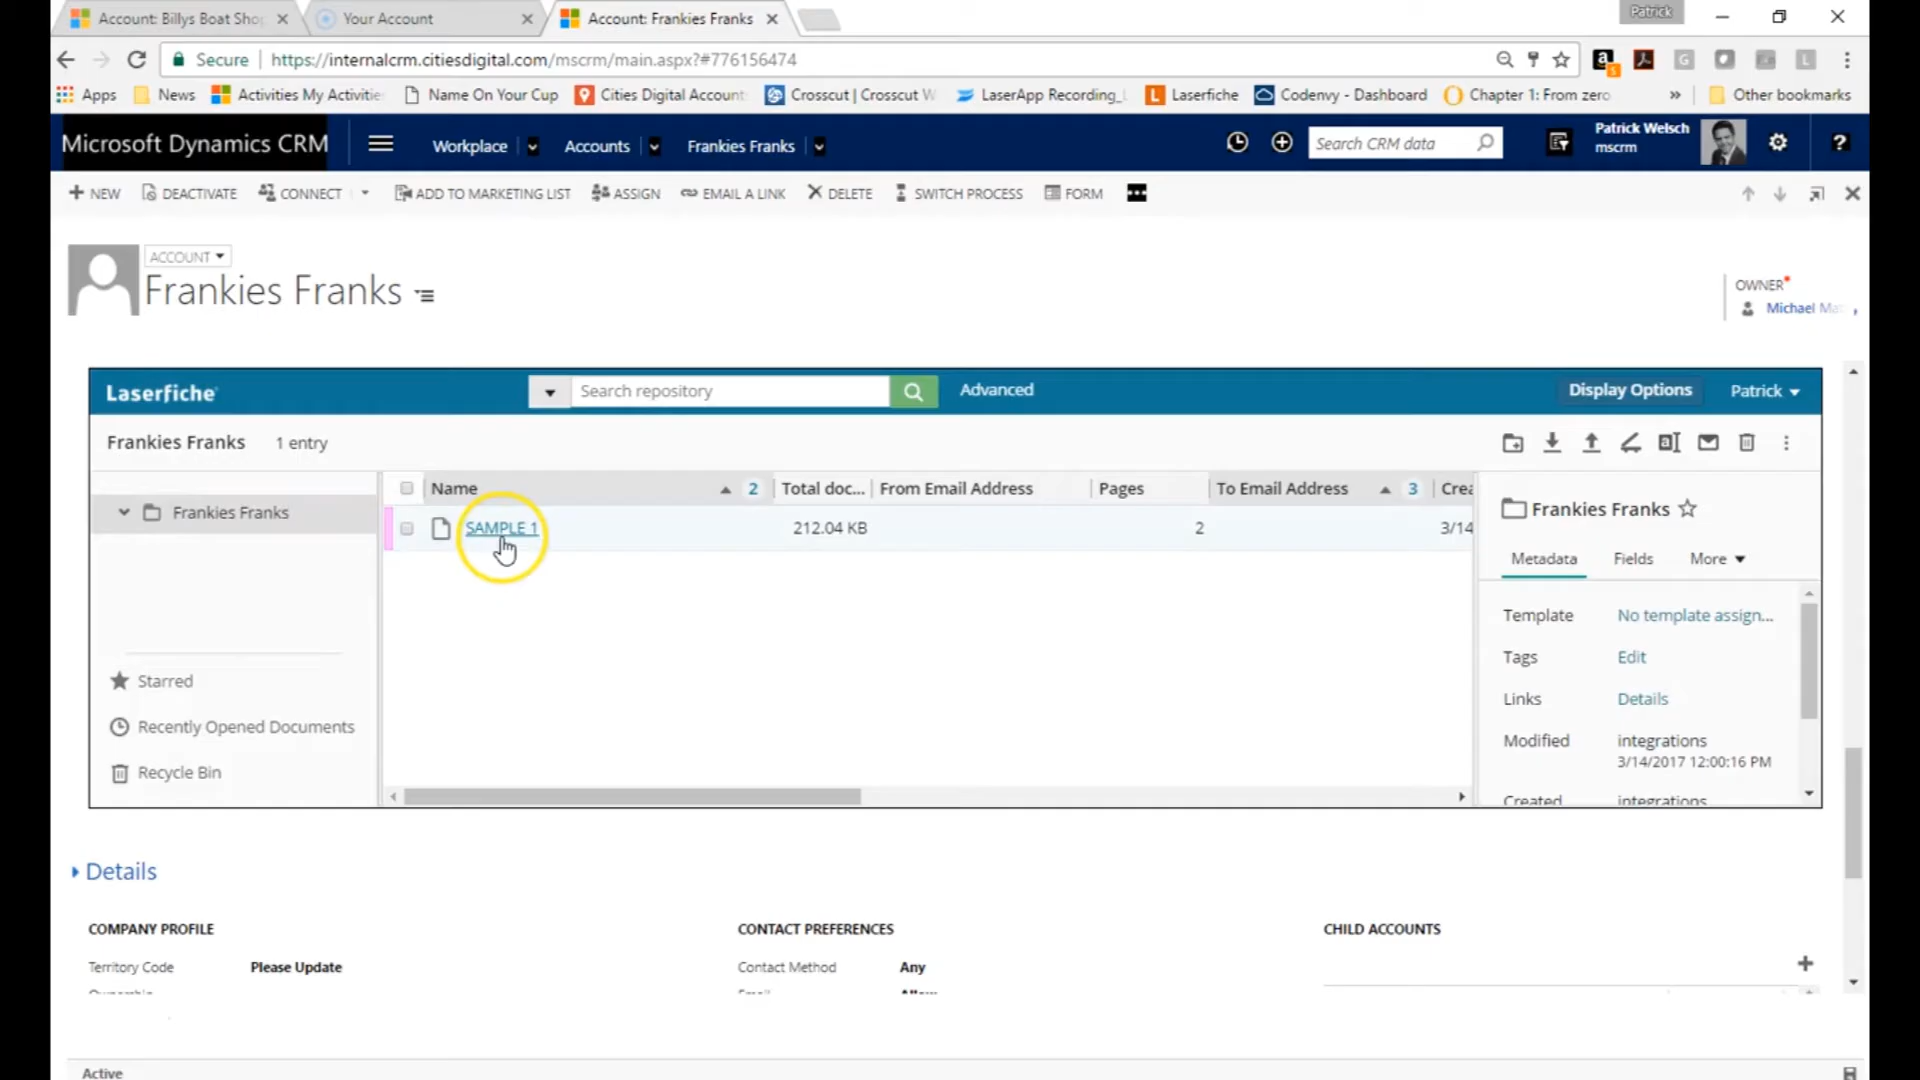 Account: Billys Boat Shop
Your Account
Account: Frankies Franks
Patrick
Secure
https://internalcrm.citiesdigital.com/mscrm/main.aspx?#776156474
Apps
News
Activities My Activitie
Name On Your Cup
Cities Digital Account
Crosscut | Crosscut W
LaserApp Recording_
Laserfiche
Codenvy - Dashboard
Chapter 1: From zero
»
Other bookmarks
Microsoft Dynamics CRM
Workplace
Accounts
Frankies Franks
Search CRM data
Patrick Welsch
mscrm
?
NEW
DEACTIVATE
CONNECT
ADD TO MARKETING LIST
ASSIGN
EMAIL A LINK
DELETE
SWITCH PROCESS
FORM
ACCOUNT
Frankies Franks
OWNER*
Michael
Laserfiche
Search repository
Advanced
Display Options
Patrick
Frankies Franks 1 entry
Frankies Franks
Starred
Recently Opened Documents
Recycle Bin
Name 2 Total doc... From Email Address Pages To Email Address 3 Crea
SAMPLE 1 212.04 KB 2 3/14
Frankies Franks
Metadata Fields More
Template No template assign...
Tags Edit
Links Details
Modified integrations
3/14/2017 12:00:16 PM
Created integrations
Details
COMPANY PROFILE
Territory Code Please Update
CONTACT PREFERENCES
Contact Method Any
CHILD ACCOUNTS
Active